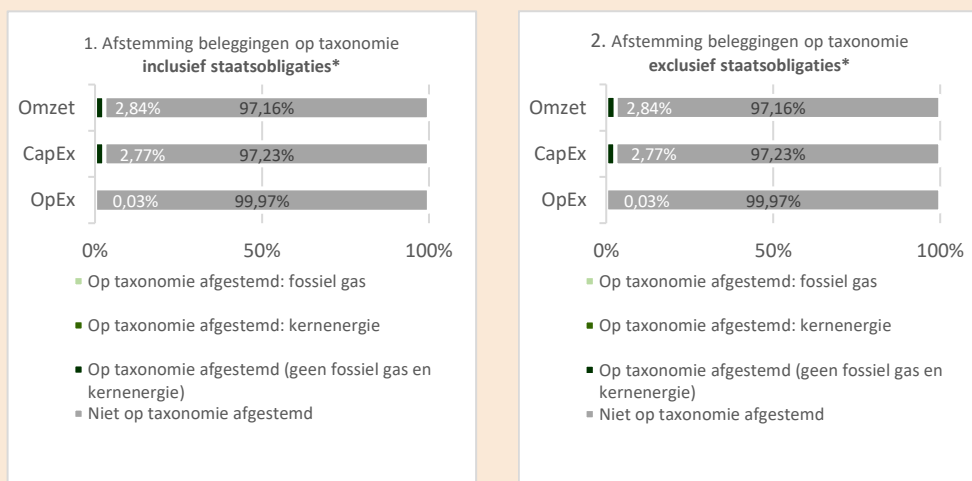 1. Afstemming beleggingen op taxonomie
inclusief staatsobligaties*
Omzet 2,84% 97,16%
CapEx 2,77% 97,23%
OpEx 0,03% 99,97%
0% 50% 100%
Op taxonomie afgestemd: fossiel gas
Op taxonomie afgestemd: kernenergie
Op taxonomie afgestemd (geen fossiel gas en
kernenergie)
Niet op taxonomie afgestemd
2. Afstemming beleggingen op taxonomie
exclusief staatsobligaties*
Omzet 2,84% 97,16%
CapEx 2,77% 97,23%
OpEx 0,03% 99,97%
0% 50% 100%
Op taxonomie afgestemd: fossiel gas
Op taxonomie afgestemd: kernenergie
Op taxonomie afgestemd (geen fossiel gas en
kernenergie)
Niet op taxonomie afgestemd